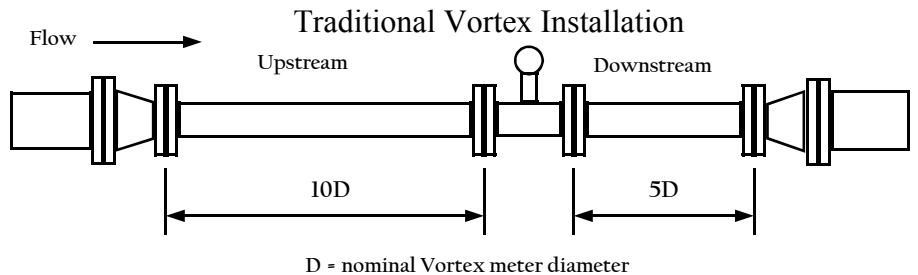 Traditional Vortex Installation
Flow
Upstream
Downstream
10D
5D
D = nominal Vortex meter diameter